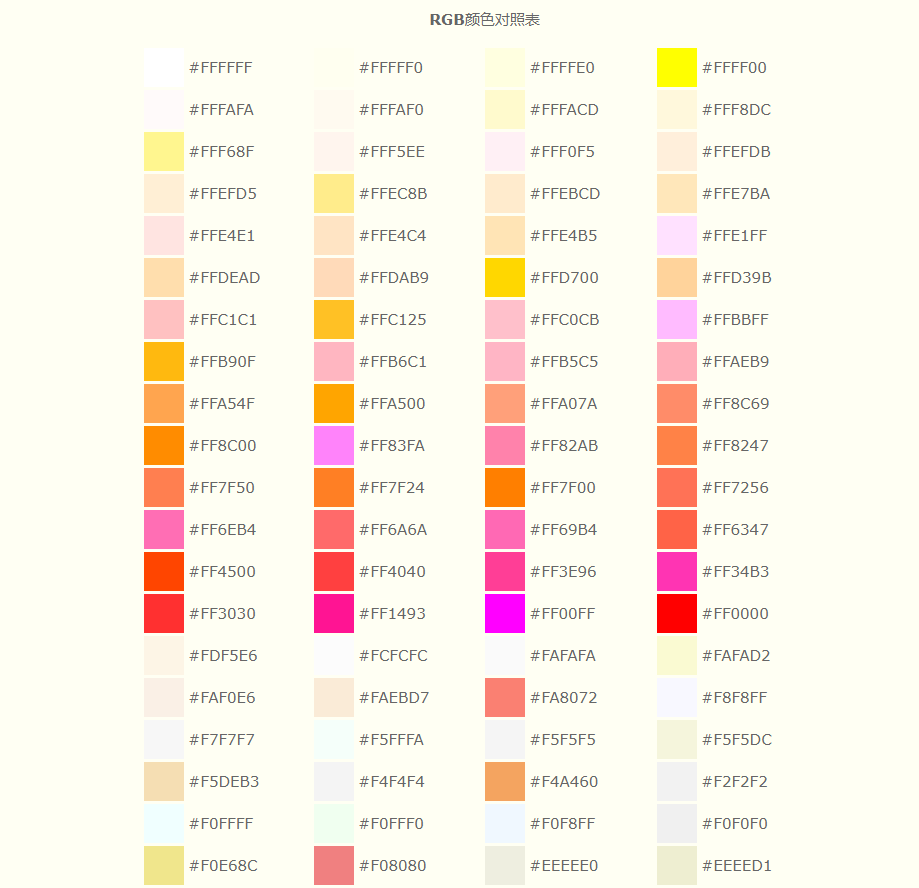 RGB颜色对照表
#FFFFFF #FFFFF0 #FFFFE0 #FFFF00
#FFFAFA #FFFAF0 #FFFACD #FFF8DC
#FFF68F #FFF5EE #FFF0F5 #FFEFDB
#FFEFD5 #FFEC8B #FFEBCD #FFE7BA
#FFE4E1 #FFE4C4 #FFE4B5 #FFE1FF
#FFDEAD #FFDAB9 #FFD700 #FFD39B
#FFC1C1 #FFC125 #FFC0CB #FFBBFF
#FFB90F #FFB6C1 #FFB5C5 #FFAEB9
#FFA54F #FFA500 #FFA07A #FF8C69
#FF8C00 #FF83FA #FF82AB #FF8247
#FF7F50 #FF7F24 #FF7F00 #FF7256
#FF6EB4 #FF6A6A #FF69B4 #FF6347
#FF4500 #FF4040 #FF3E96 #FF34B3
#FF3030 #FF1493 #FF00FF #FF0000
#FDF5E6 #FCFCFC #FAFAFA #FAFAD2
#FAF0E6 #FAEBD7 #FA8072 #F8F8FF
#F7F7F7 #F5FFFA #F5F5F5 #F5F5DC
#F5DEB3 #F4F4F4 #F4A460 #F2F2F2
#F0FFFF #F0FFF0 #F0F8FF #F0F0F0
#F0E68C #F08080 #EEEEE0 #EEEED1